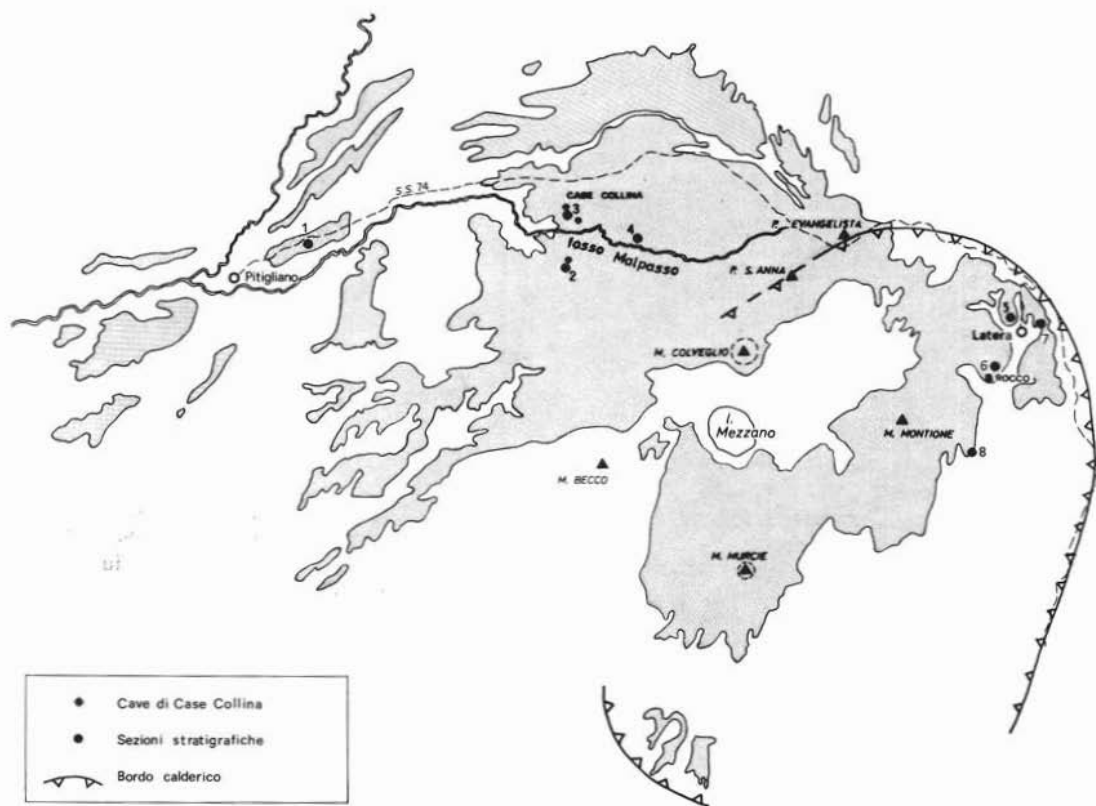 S.S. 74
CASE COLLINA
3
1
4
P. EVANGELISTA
Pitigliano
fosso Malpasso
2
P. S. ANNA
5
Latera
7
M. COLVEGLIO
6
S. ROCCO
l. Mezzano
M. MONTIONE
8
M. BECCO
M. MURCIE
Cave di Case Collina
Sezioni stratigrafiche
Bordo calderico